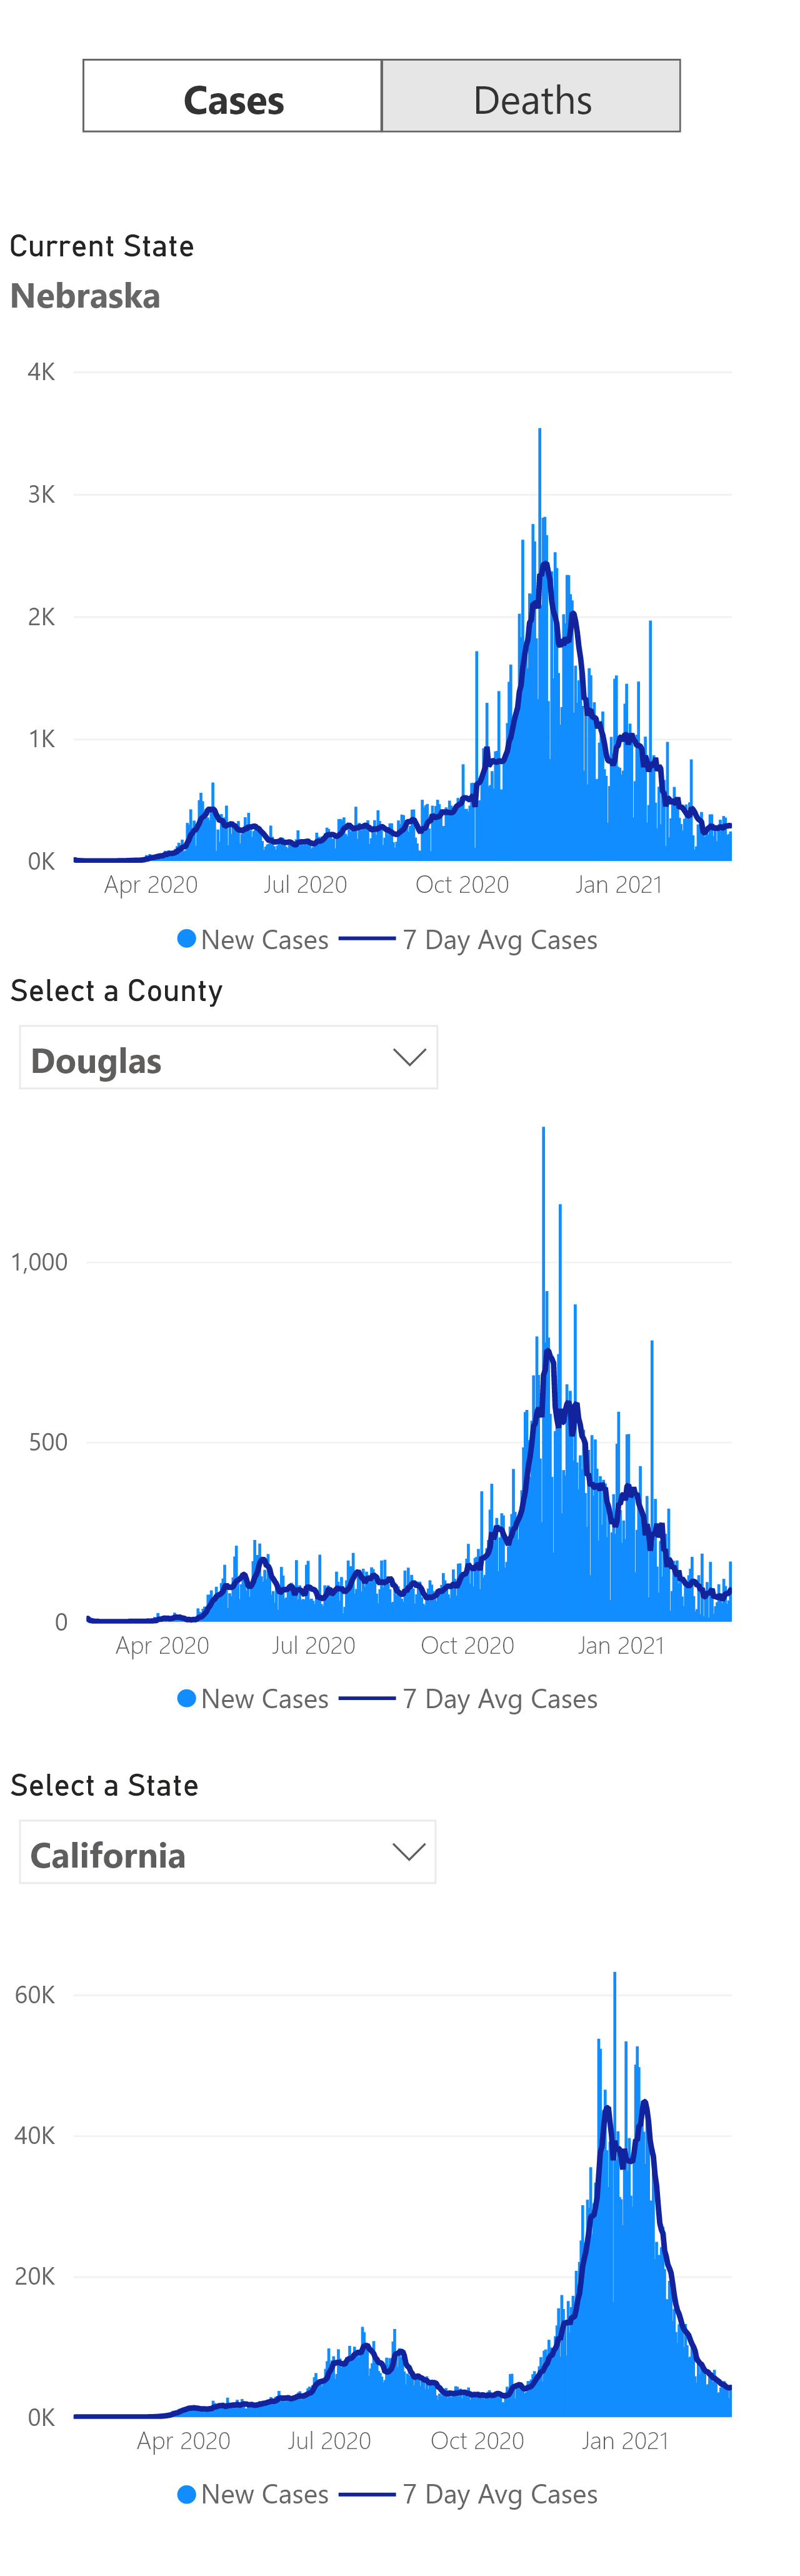 Cases Deaths
Current State
Nebraska
4K
3K
2K
1K
0K
Apr 2020 Jul 2020 Oct 2020 Jan 2021
New Cases 7 Day Avg Cases
Select a County
Douglas
1,000
500
0
Apr 2020 Jul 2020 Oct 2020 Jan 2021
New Cases 7 Day Avg Cases
Select a State
California
60K
40K
20K
0K
Apr 2020 Jul 2020 Oct 2020 Jan 2021
New Cases 7 Day Avg Cases